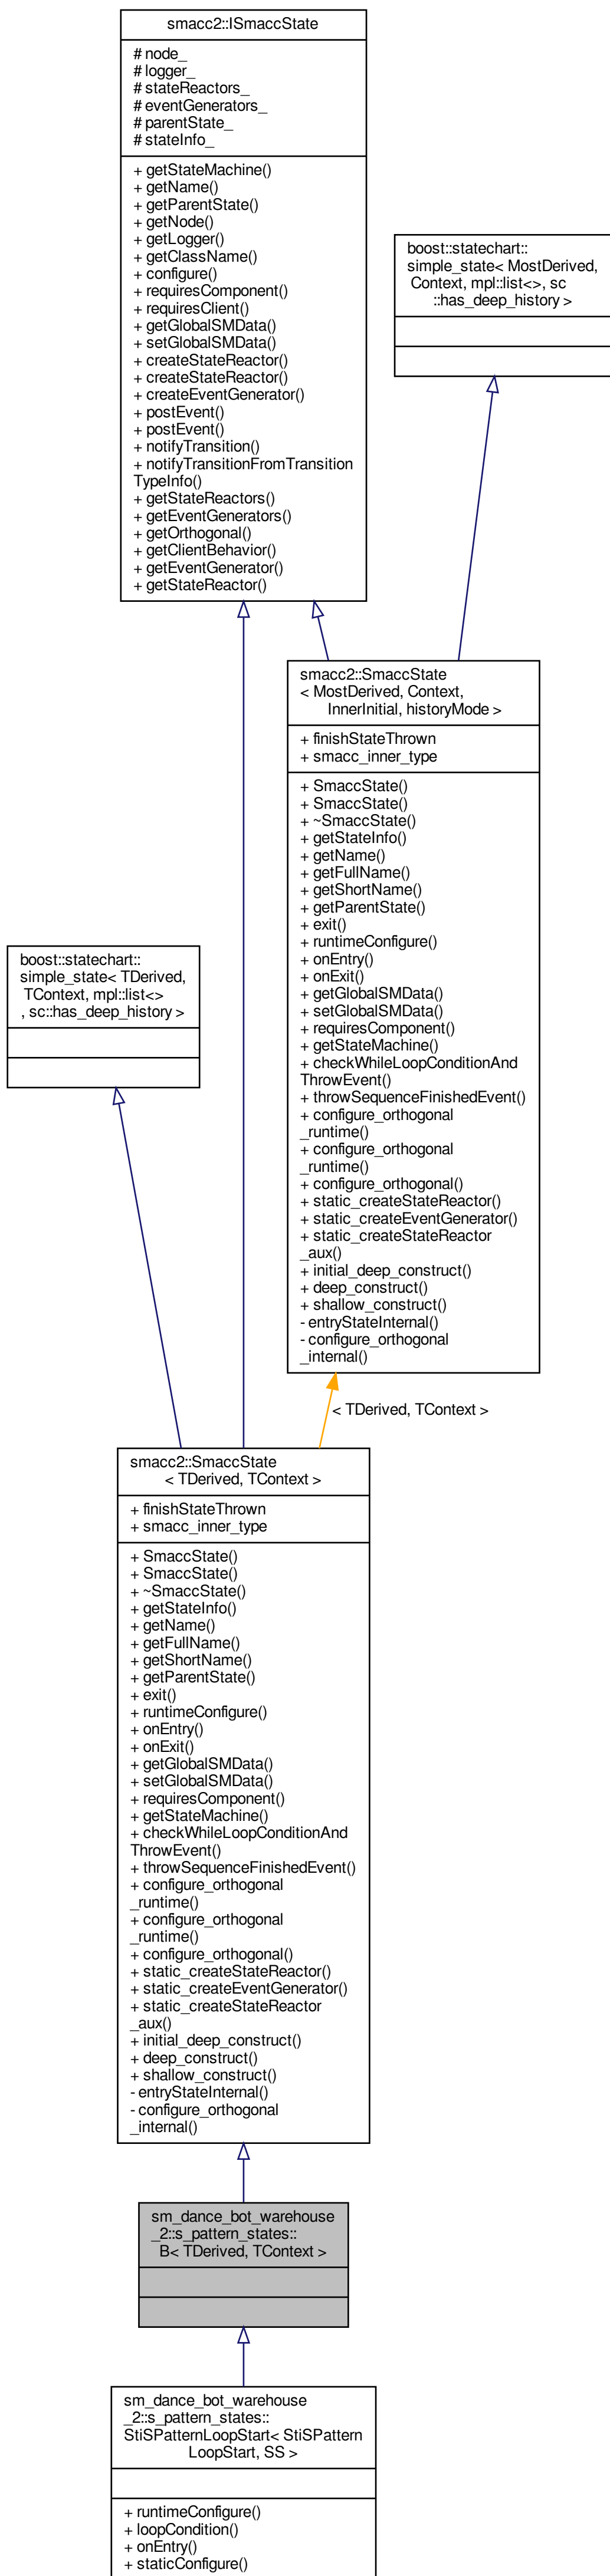 smacc2::ISmaccState
# node_
# logger_
# stateReactors_
# eventGenerators_
# parentState_
# stateInfo_
+ getStateMachine()
+ getName()
+ getParentState()
+ getNode()
+ getLogger()
+ getClassName()
+ configure()
+ requiresComponent()
+ requiresClient()
+ getGlobalSMData()
+ setGlobalSMData()
+ createStateReactor()
+ createStateReactor()
+ createEventGenerator()
+ postEvent()
+ postEvent()
+ notifyTransition()
+ notifyTransitionFromTransition
TypeInfo()
+ getStateReactors()
+ getEventGenerators()
+ getOrthogonal()
+ getClientBehavior()
+ getEventGenerator()
+ getStateReactor()
boost::statechart::
simple_state< MostDerived,
Context, mpl::list<>, sc
::has_deep_history >
smacc2::SmaccState
< MostDerived, Context,
InnerInitial, historyMode >
+ finishStateThrown
+ smacc_inner_type
+ SmaccState()
+ SmaccState()
+ ~SmaccState()
+ getStateInfo()
+ getName()
+ getFullName()
+ getShortName()
+ getParentState()
+ exit()
+ runtimeConfigure()
+ onEntry()
+ onExit()
+ getGlobalSMData()
+ setGlobalSMData()
+ requiresComponent()
+ getStateMachine()
+ checkWhileLoopConditionAnd
ThrowEvent()
+ throwSequenceFinishedEvent()
+ configure_orthogonal
_runtime()
+ configure_orthogonal
_runtime()
+ configure_orthogonal()
+ static_createStateReactor()
+ static_createEventGenerator()
+ static_createStateReactor
_aux()
+ initial_deep_construct()
+ deep_construct()
+ shallow_construct()
- entryStateInternal()
- configure_orthogonal
_internal()
boost::statechart::
simple_state< TDerived,
TContext, mpl::list<>
, sc::has_deep_history >
< TDerived, TContext >
smacc2::SmaccState
< TDerived, TContext >
+ finishStateThrown
+ smacc_inner_type
+ SmaccState()
+ SmaccState()
+ ~SmaccState()
+ getStateInfo()
+ getName()
+ getFullName()
+ getShortName()
+ getParentState()
+ exit()
+ runtimeConfigure()
+ onEntry()
+ onExit()
+ getGlobalSMData()
+ setGlobalSMData()
+ requiresComponent()
+ getStateMachine()
+ checkWhileLoopConditionAnd
ThrowEvent()
+ throwSequenceFinishedEvent()
+ configure_orthogonal
_runtime()
+ configure_orthogonal
_runtime()
+ configure_orthogonal()
+ static_createStateReactor()
+ static_createEventGenerator()
+ static_createStateReactor
_aux()
+ initial_deep_construct()
+ deep_construct()
+ shallow_construct()
- entryStateInternal()
- configure_orthogonal
_internal()
sm_dance_bot_warehouse
_2::s_pattern_states::
B< TDerived, TContext >
sm_dance_bot_warehouse
_2::s_pattern_states::
StiSPatternLoopStart< StiSPattern
LoopStart, SS >
+ runtimeConfigure()
+ loopCondition()
+ onEntry()
+ staticConfigure()